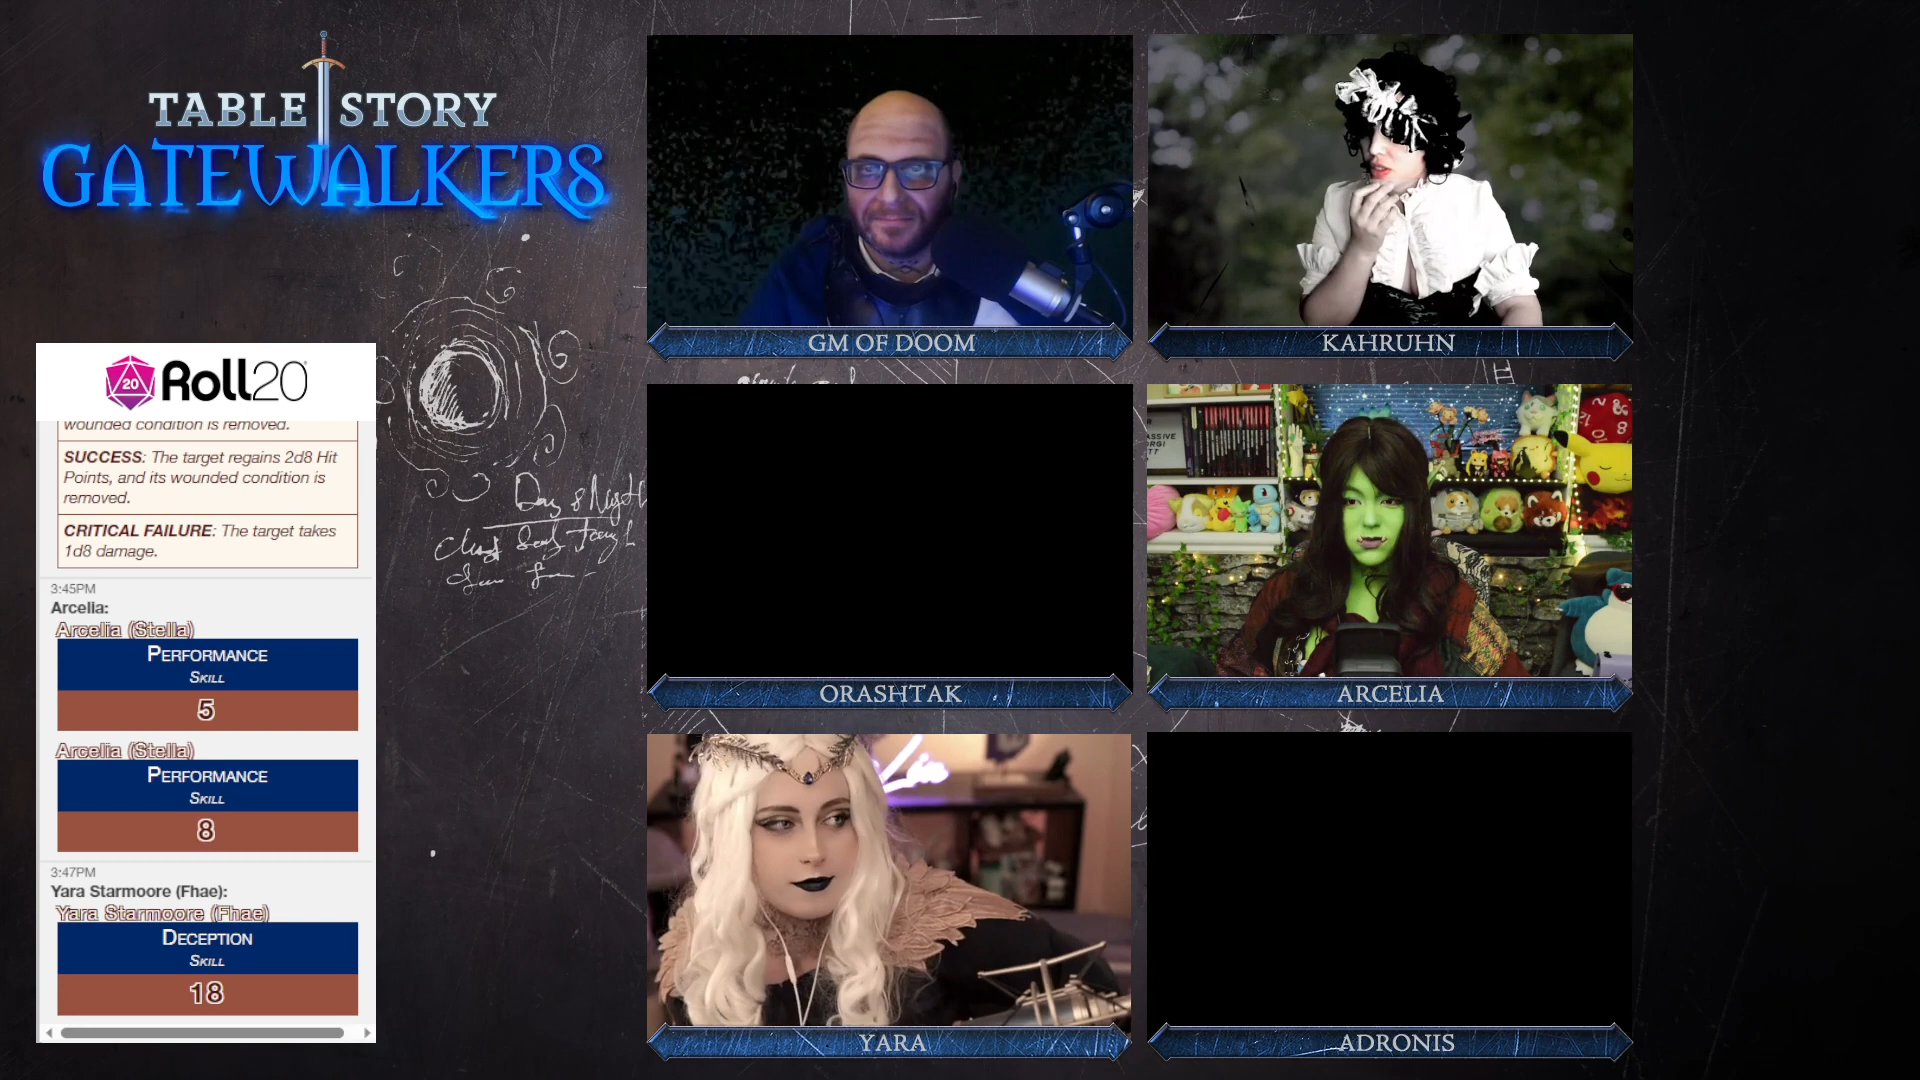 TABLE STORY
GATEWALKERS
20 Roll20
wounded condition is removed.
SUCCESS: The target regains 2d8 Hit
Points, and its wounded condition is
removed.
CRITICAL FAILURE: The target takes
1d8 damage.
3:45PM
Arcelia:
Arcelia (Stella)
PERFORMANCE
SKILL
5
Arcelia (Stella)
PERFORMANCE
SKILL
8
3:47PM
Yara Starmoore (Fhae):
Yara Starmoore (Fhae)
DECEPTION
SKILL
18
Day & Night
GM OF DOOM
KAHRUHN
ORASHTAK
ARCELIA
YARA
ADRONIS